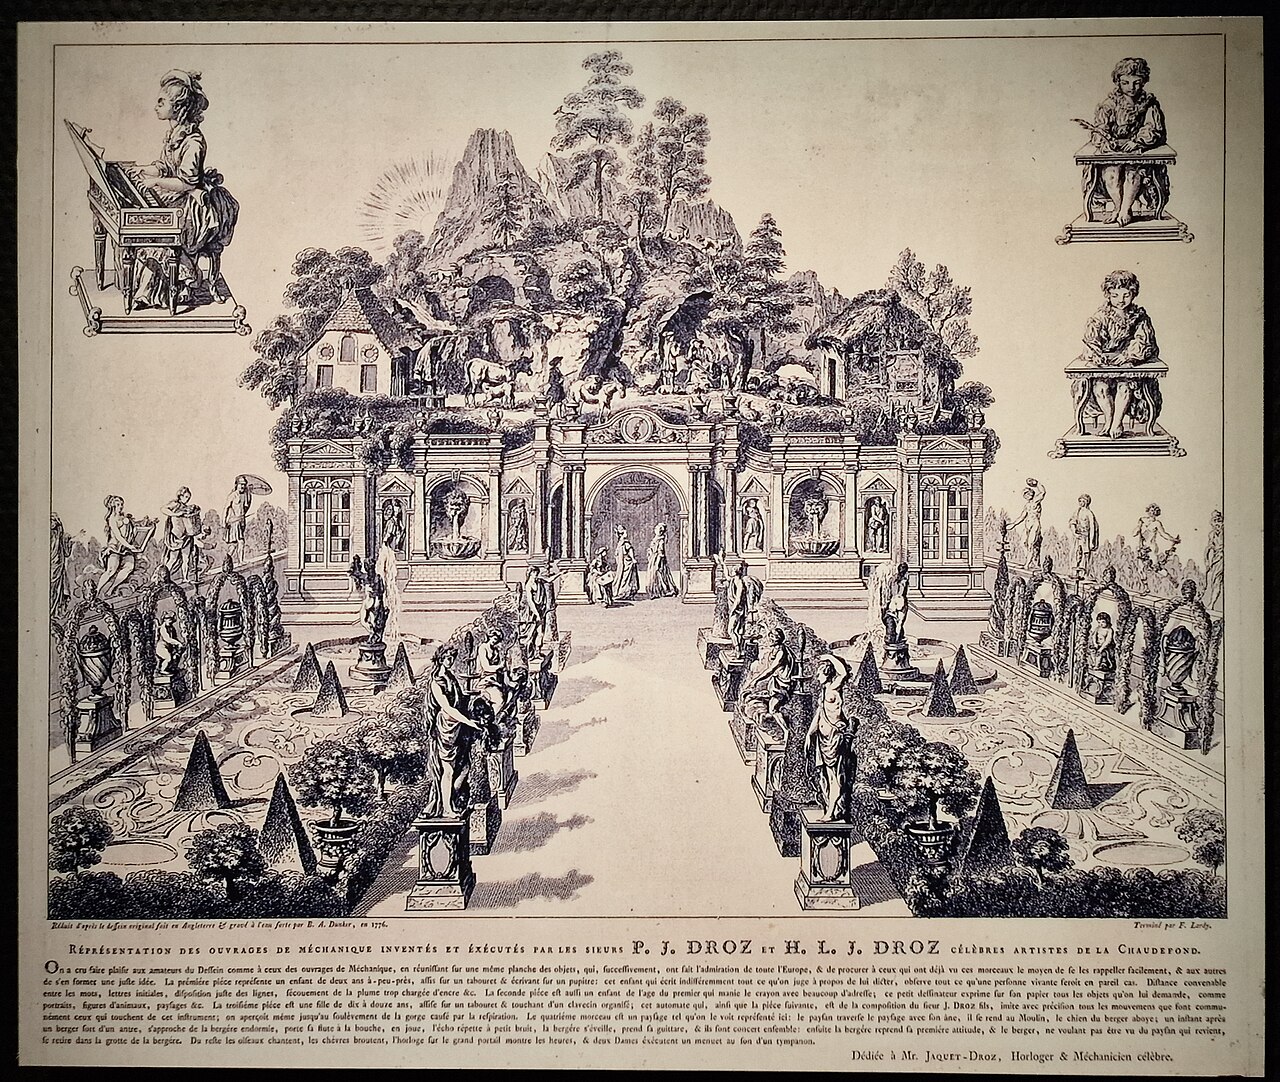 Réduit d'après le dessein original fait en Angleterre & gravé à l'eau forte par B. A. Dunker, en 1776.
Terminé par F. Lardy.
RÉPRÉSENTATION DES OUVRAGES DE MÉCHANIQUE INVENTÉS ET ÉXÉCUTÉS PAR LES SIEURS P. J. DROZ ET H. L. J. DROZ CÉLÈBRES ARTISTES DE LA CHAUDEFOND.
On a cru faire plaisir aux amateurs du Dessein comme à ceux des ouvrages de Méchanique, en réunissant sur une même planche des objets, qui, successivement, ont fait l'admiration de toute l'Europe, & de procurer à ceux qui ont déjà vu ces morceaux le moyen de se les rappeller facilement, & aux autres
de s'en former une juste idée. La prémière pièce représente un enfant de deux ans à-peu-près, assis sur un tabouret & écrivant sur un pupitre: cet enfant qui écrit indifféremment tout ce qu'on juge à propos de lui dicter, observe tout ce qu'une personne vivante feroit en pareil cas. Distance convenable
entre les mots, lettres initiales, disposition juste des lignes, sécouement de la plume trop chargée d'encre &c. La seconde pièce est aussi un enfant de l'age du premier qui manie le crayon avec beaucoup d'adresse; ce petit dessinateur exprime sur son papier tous les objets qu'on lui demande, comme
portraits, figures d'animaux, paysages &c. La troisième pièce est une fille de dix à douze ans, assise sur un tabouret & touchant d'un clavecin organisé; cet automate qui, ainsi que la pièce suivante, est de la composition du sieur J. DROZ fils, imite avec précision tous les mouvemens que font commu-
nément ceux qui touchent de cet instrument; on aperçoit même jusqu'au soulèvement de la gorge causé par la respiration. Le quatrième morceau est un paysage tel qu'on le voit représenté ici: le paysan traverse le paysage avec son âne, il se rend au Moulin, le chien du berger aboye; un instant après
un berger sort d'un antre, s'approche de la bergère endormie, porte sa flute à la bouche, en joue, l'écho répète à petit bruit, la bergère s'éveille, prend sa guittare, & ils font concert ensemble: ensuite la bergère reprend sa première attitude, & le berger, ne voulant pas être vu du paysan qui revient,
se retire dans la grotte de la bergère. Du reste les oiseaux chantent, les chèvres broutent, l'horloge sur le grand portail montre les heures, & deux Dames éxécutent un menuet au son d'un tympanon.
Dédiée à Mr. JAQUET-DROZ, Horloger & Méchanicien célèbre.